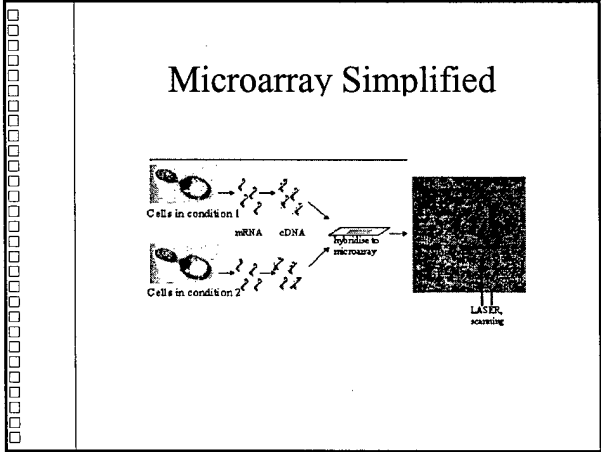 Microarray Simplified
Cells in condition 1
mRNA cDNA
hybridise to
microarray
Cells in condition 2
LASER,
scanning